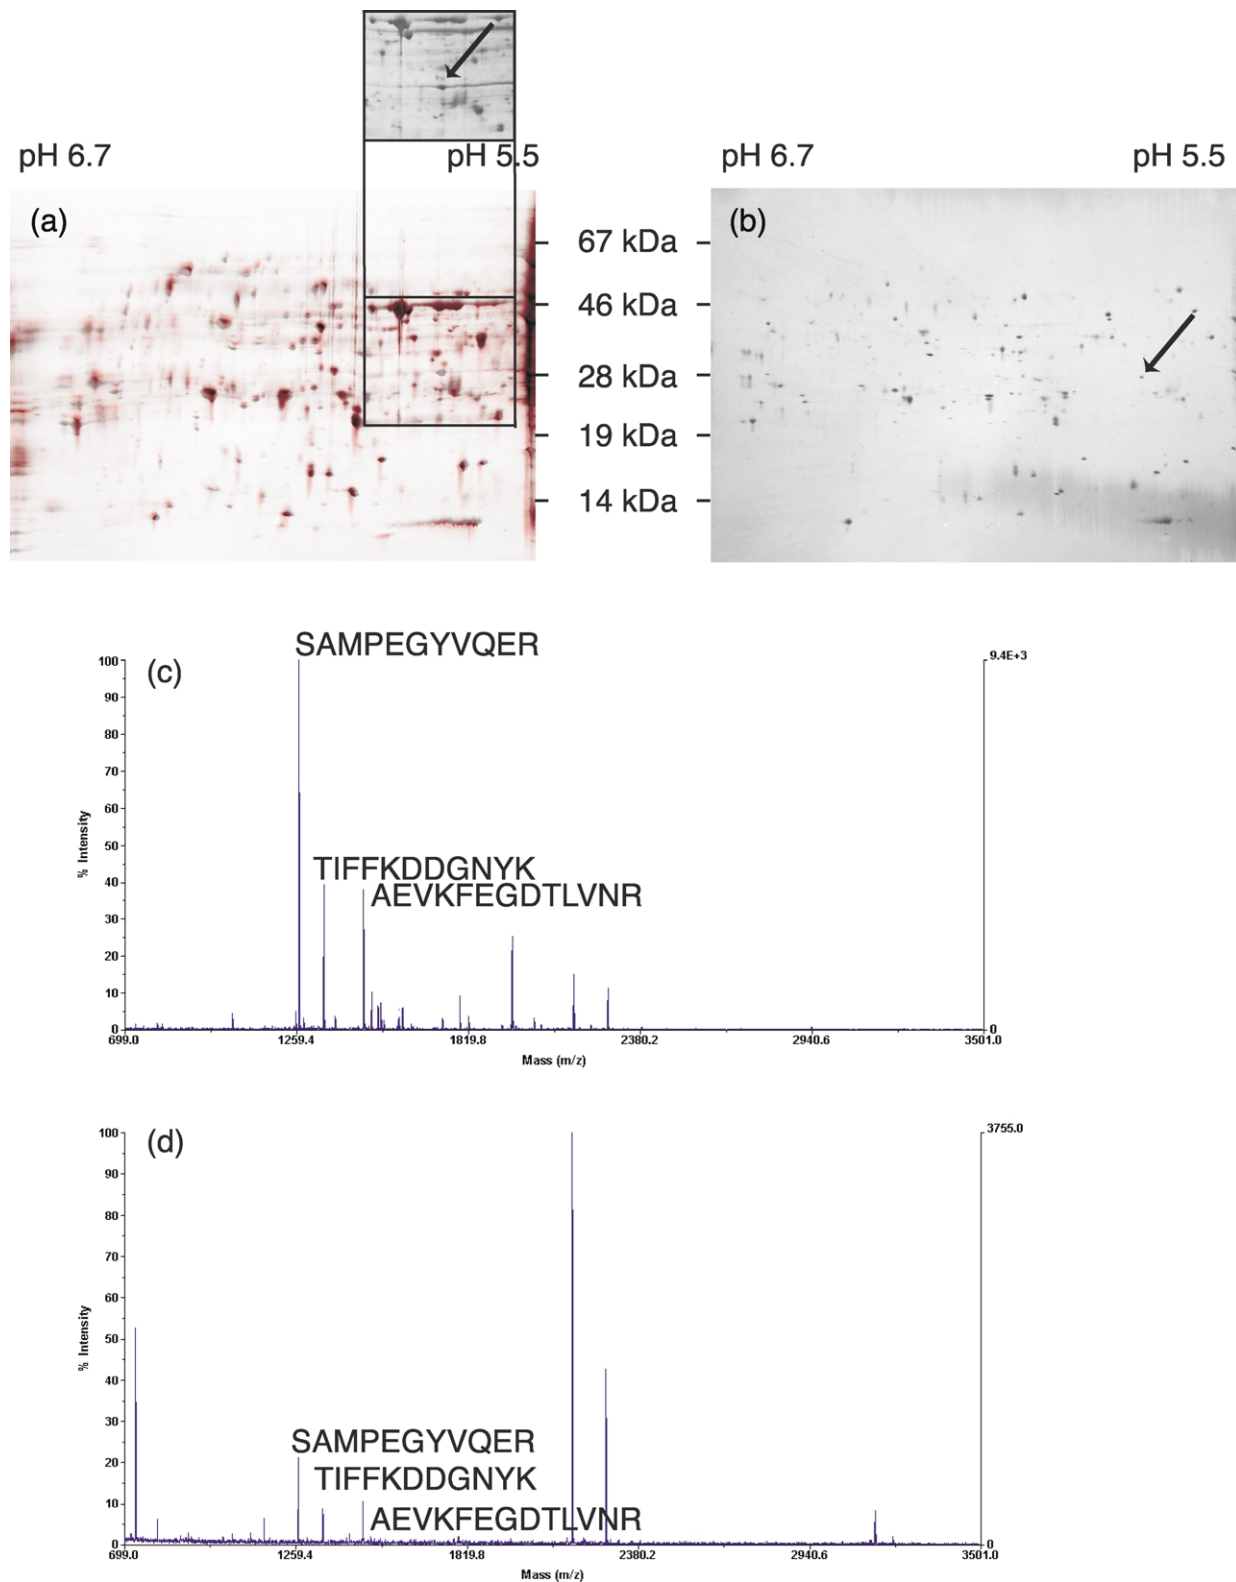 pH 6.7
pH 5.5
pH 6.7
pH 5.5
(a)
67 kDa
46 kDa
28 kDa
19 kDa
14 kDa
(b)
SAMPEGYVQER
(c)
9.4E+3
TIFFKDDGNYK
AEVKFEGDTLVNR
100
90
80
70
60
50
40
30
20
10
0
% Intensity
0
699.0
1259.4
1819.8
2380.2
2940.6
3501.0
Mass (m/z)
(d)
3755.0
SAMPEGYVQER
TIFFKDDGNYK
AEVKFEGDTLVNR
100
90
80
70
60
50
40
30
20
10
0
% Intensity
0
699.0
1259.4
1819.8
2380.2
2940.6
3501.0
Mass (m/z)